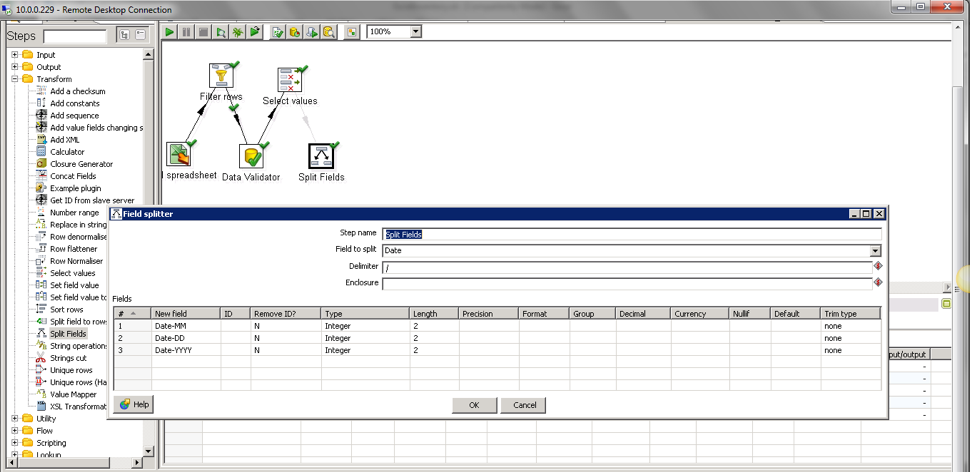 10.0.0.229 - Remote Desktop Connection
Steps
100%
Input
Output
Transform
Add a checksum
Add constants
Add sequence
Add value fields changing s
Add XML
Calculator
Closure Generator
Concat Fields
Example plugin
Get ID from slave server
Number range
Replace in string
Row denormalise
Row flattener
Row Normaliser
Select values
Set field value
Set field value to
Sort rows
Split field to rows
Split Fields
String operations
Strings cut
Unique rows
Unique rows (Ha
Value Mapper
XSL Transformat
Utility
Flow
Scripting
Lookup
Filter rows
Select values
l spreadsheet
Data Validator
Split Fields
Field splitter
Step name Split Fields
Field to split Date
Delimiter /
Enclosure
Fields
# New field ID Remove ID? Type Length Precision Format Group Decimal Currency Nullif Default Trim type
1 Date-MM N Integer 2 none
2 Date-DD N Integer 2 none
3 Date-YYYY N Integer 2 none
Help OK Cancel
put/output
-
-
-
-
-